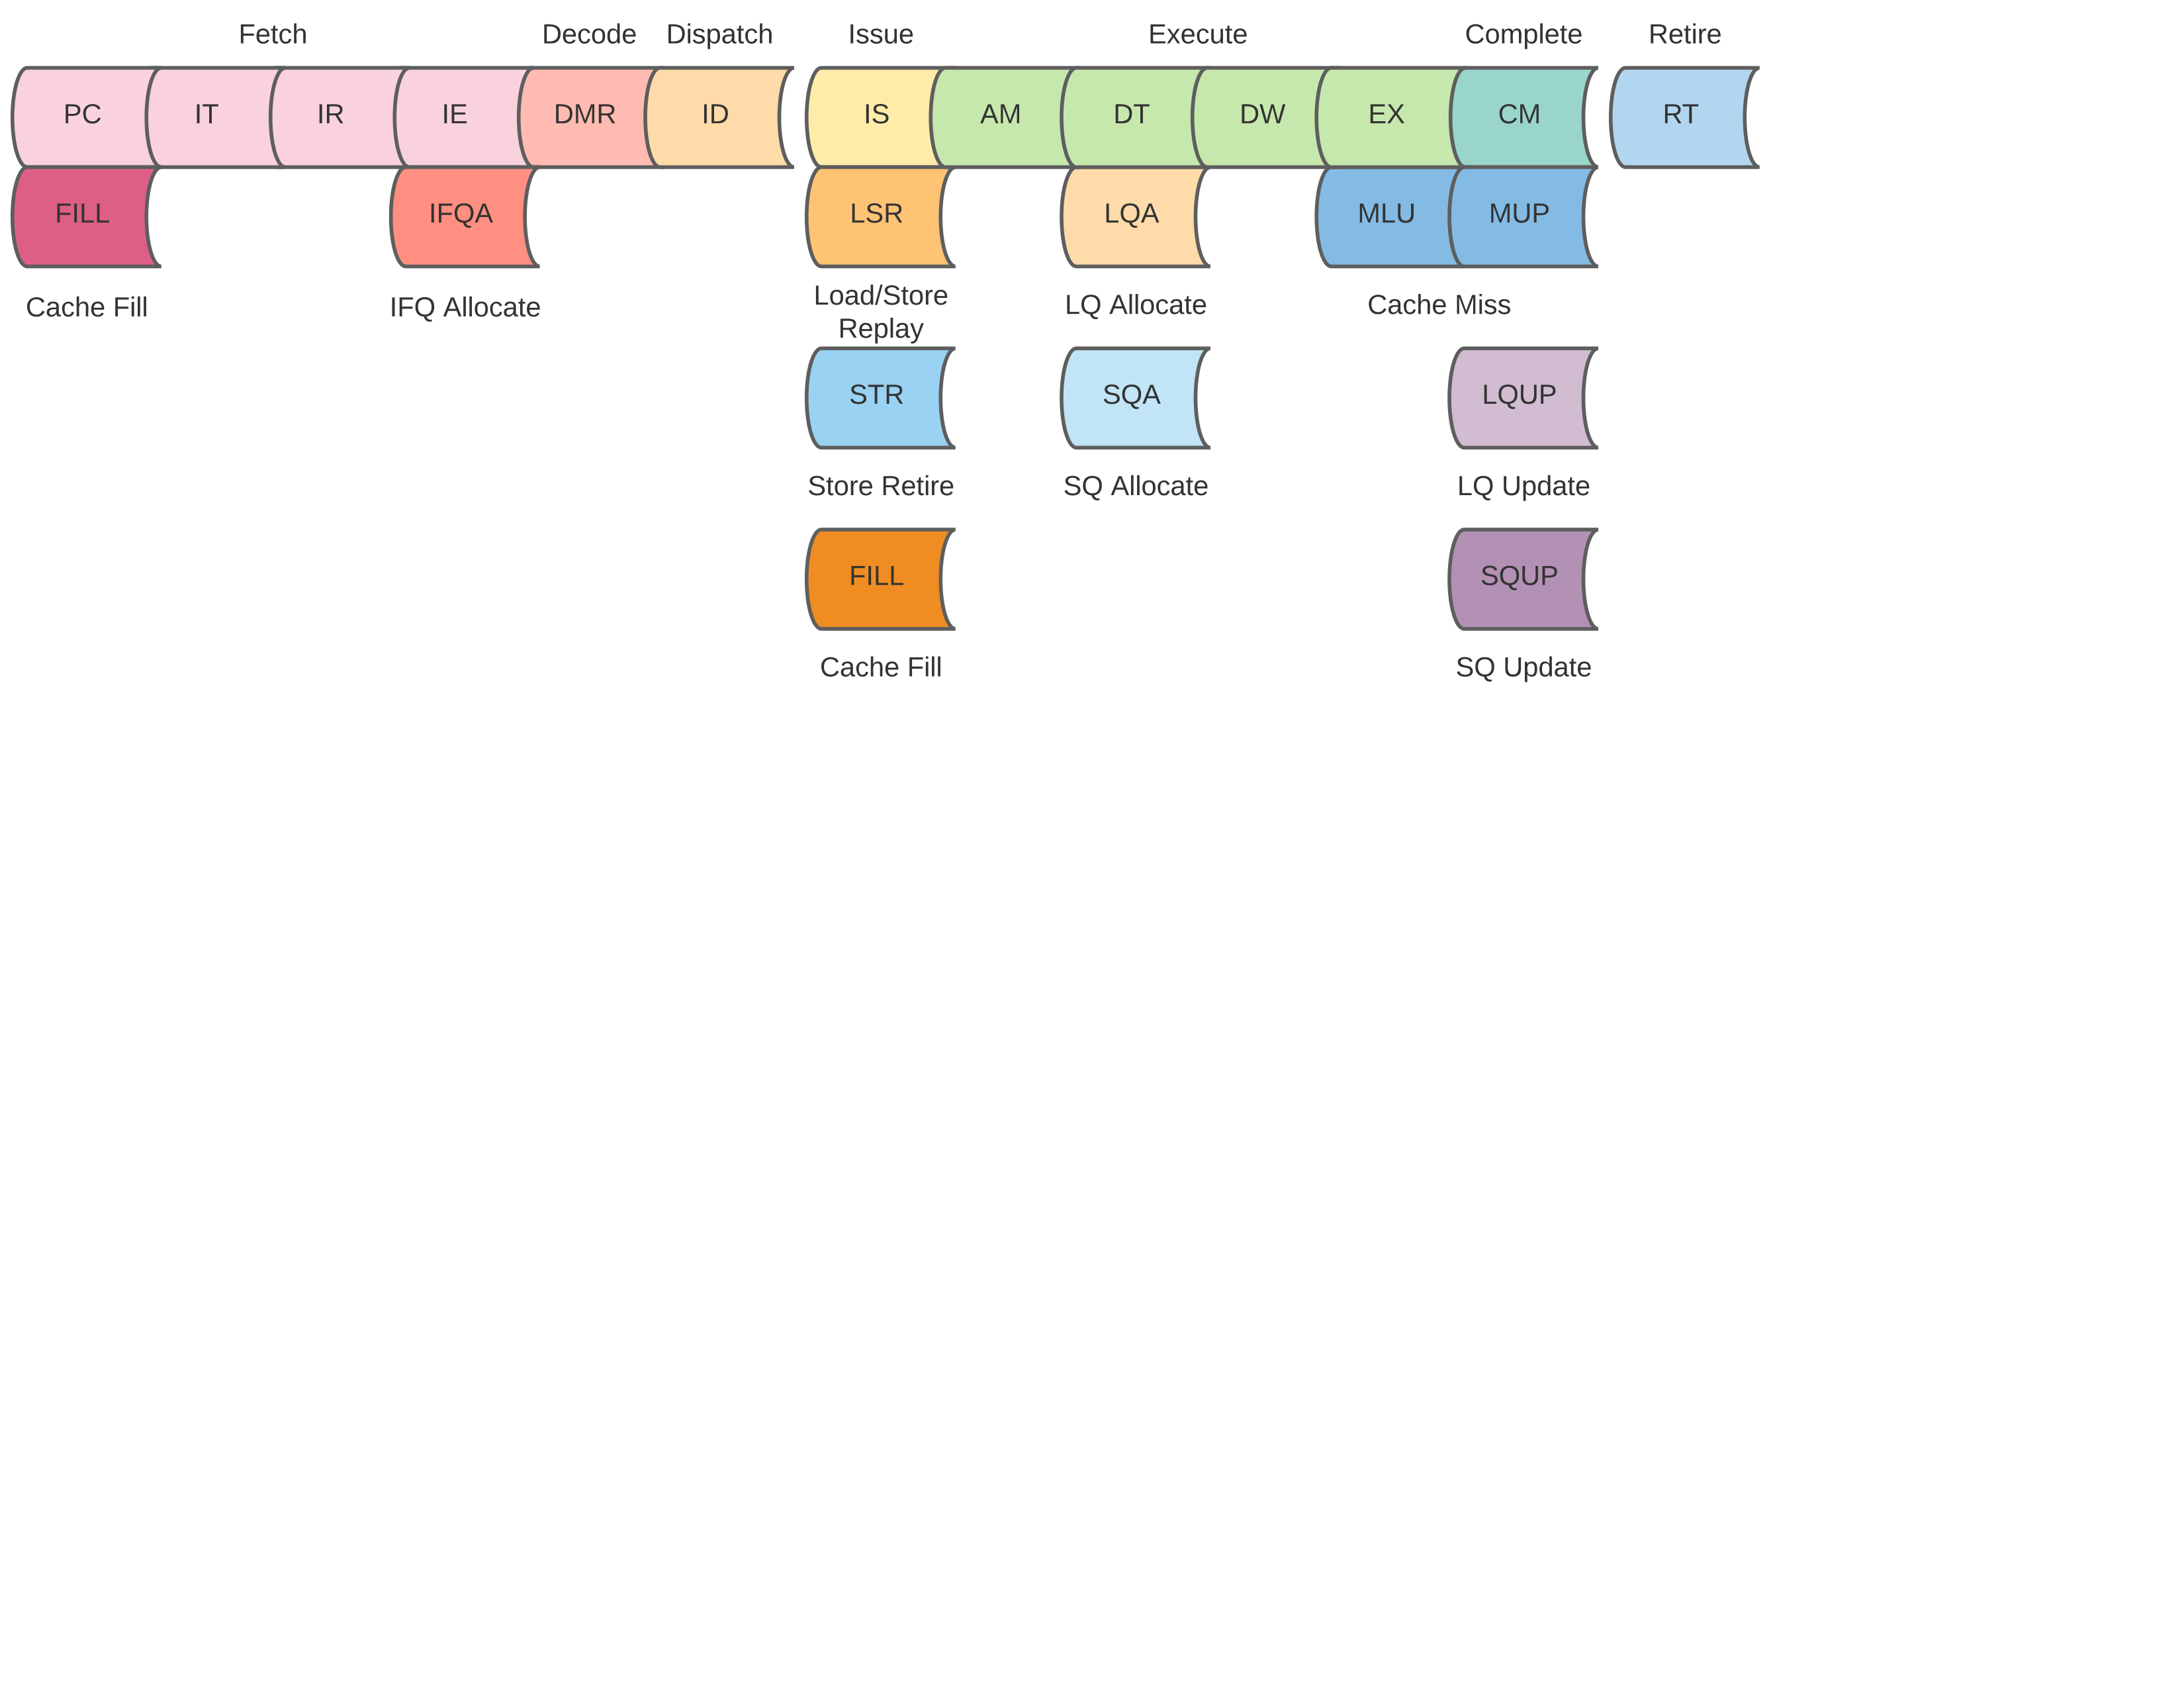 Fetch Decode Dispatch Issue Execute Complete Retire
PC IT IR IE DMR ID IS AM DT DW EX CM RT
FILL IFQA LSR LQA MLU MUP
Cache Fill IFQ Allocate Load/Store LQ Allocate Cache Miss
Replay
STR SQA LQUP
Store Retire SQ Allocate LQ Update
FILL SQUP
Cache Fill SQ Update